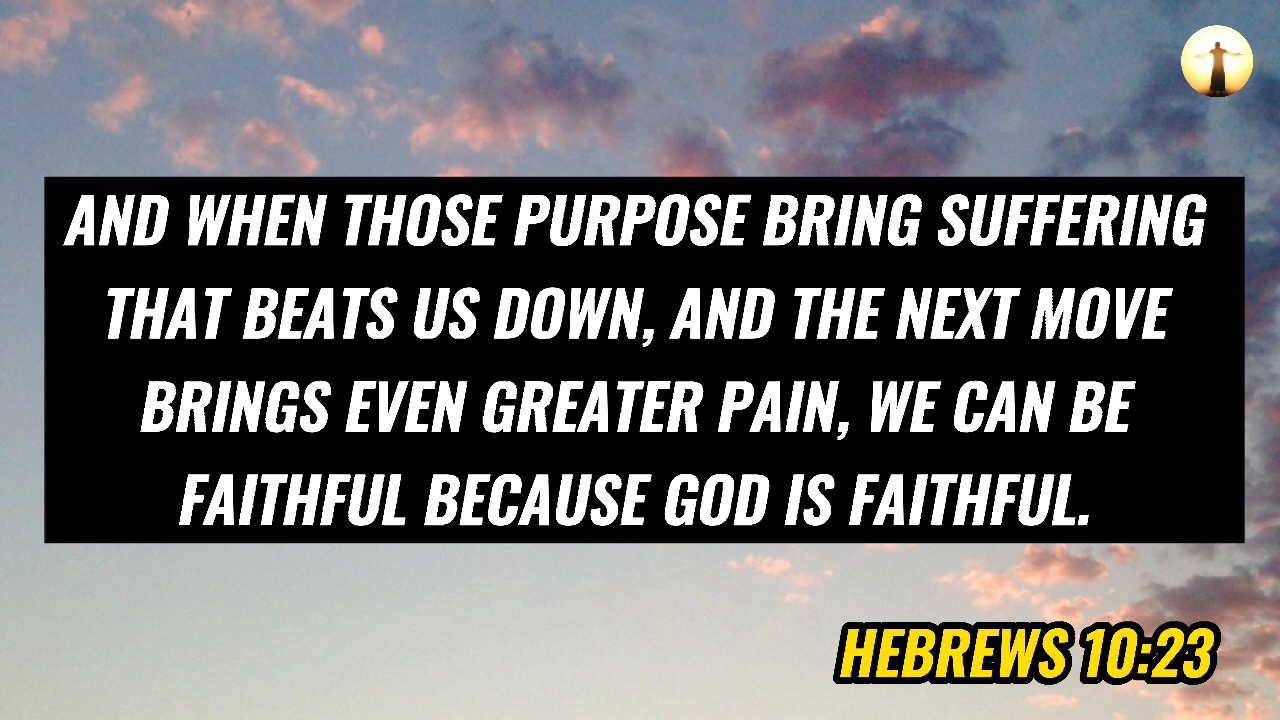 AND WHEN THOSE PURPOSE BRING SUFFERING
THAT BEATS US DOWN, AND THE NEXT MOVE
BRINGS EVEN GREATER PAIN, WE CAN BE
FAITHFUL BECAUSE GOD IS FAITHFUL.
HEBREWS 10:23